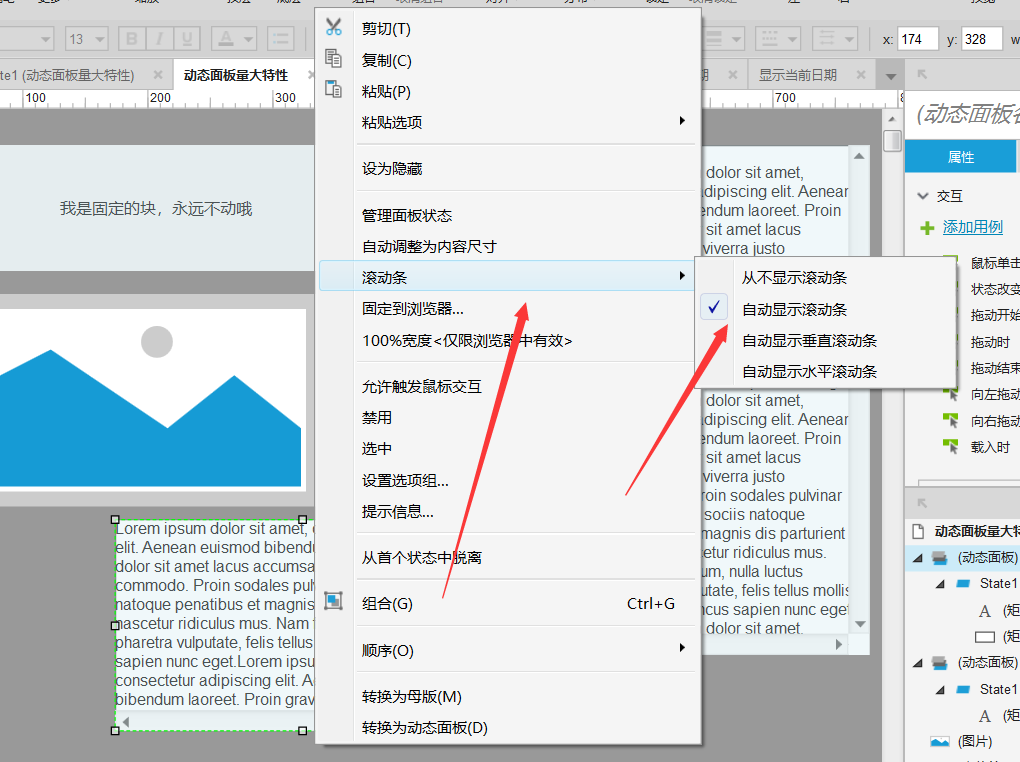 13
B
I
U
A
x: 174
y: 328
w
te1 (动态面板量大特性)
动态面板量大特性
期
显示当前日期
100
200
300
700
8
(动态面板名
属性
交互
添加用例
鼠标单击
状态改变
拖动开始
拖动时
拖动结束
向左拖动
向右拖动
载入时
我是固定的块，永远不动哦
剪切(T)
复制(C)
粘贴(P)
粘贴选项
设为隐藏
管理面板状态
自动调整为内容尺寸
滚动条
固定到浏览器...
100%宽度<仅限浏览器中有效>
允许触发鼠标交互
禁用
选中
设置选项组...
提示信息...
从首个状态中脱离
组合(G) Ctrl+G
顺序(O)
转换为母版(M)
转换为动态面板(D)
从不显示滚动条
自动显示滚动条
自动显示垂直滚动条
自动显示水平滚动条
dolor sit amet,
dipiscing elit. Aenean
endum laoreet. Proin
sit amet lacus
viverra justo
dolor sit amet,
dipiscing elit. Aenear
endum laoreet. Proin
sit amet lacus
viverra justo
roin sodales pulvinar
sociis natoque
magnis dis parturient
cetur ridiculus mus.
um, nulla luctus
utate, felis tellus mollis
ncus sapien nunc eget
dolor sit amet.
Lorem ipsum dolor sit amet, c
elit. Aenean euismod bibendu
dolor sit amet lacus accumsa
commodo. Proin sodales pulv
natoque penatibus et magnis
nascetur ridiculus mus. Nam f
pharetra vulputate, felis tellus
sapien nunc eget.Lorem ipsu
consectetur adipiscing elit. A
bibendum laoreet. Proin grav
动态面板量大特
(动态面板)
State1
A (矩
(矩
(动态面板)
State1
A (矩
(图片)